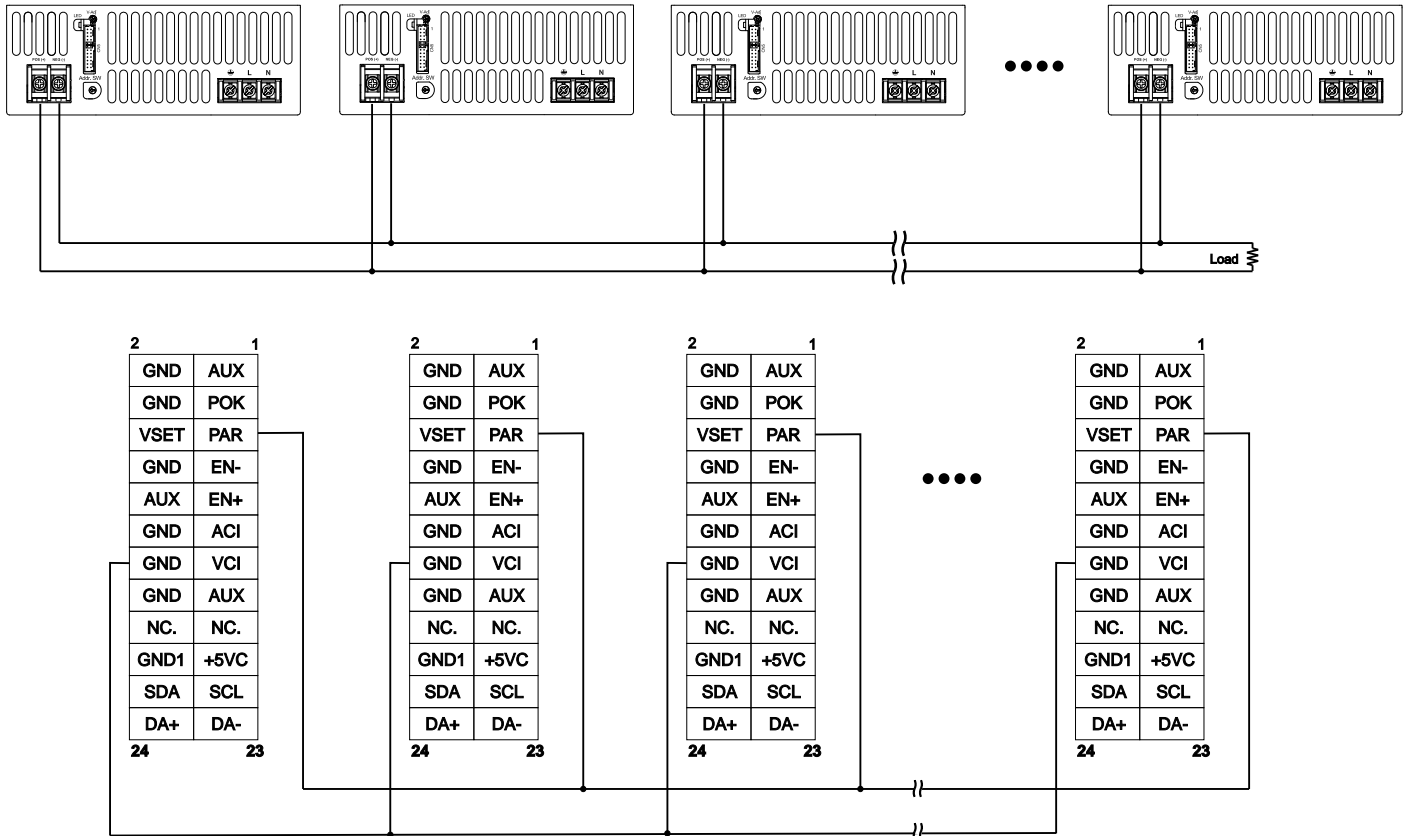 LED V-Adj LED V-Adj LED V-Adj LED V-Adj
CN5 CN5 CN5 CN5
POS (+) NEG (-) POS (+) NEG (-) POS (+) NEG (-) POS (+) NEG (-)
Addr. SW L N Addr. SW L N Addr. SW L N Addr. SW L N
Load
2 1 2 1 2 1 2 1
GND AUX GND AUX GND AUX GND AUX
GND POK GND POK GND POK GND POK
VSET PAR VSET PAR VSET PAR VSET PAR
GND EN- GND EN- GND EN- GND EN-
AUX EN+ AUX EN+ AUX EN+ AUX EN+
GND ACI GND ACI GND ACI GND ACI
GND VCI GND VCI GND VCI GND VCI
GND AUX GND AUX GND AUX GND AUX
NC. NC. NC. NC. NC. NC. NC. NC.
GND1 +5VC GND1 +5VC GND1 +5VC GND1 +5VC
SDA SCL SDA SCL SDA SCL SDA SCL
DA+ DA- DA+ DA- DA+ DA- DA+ DA-
24 23 24 23 24 23 24 23